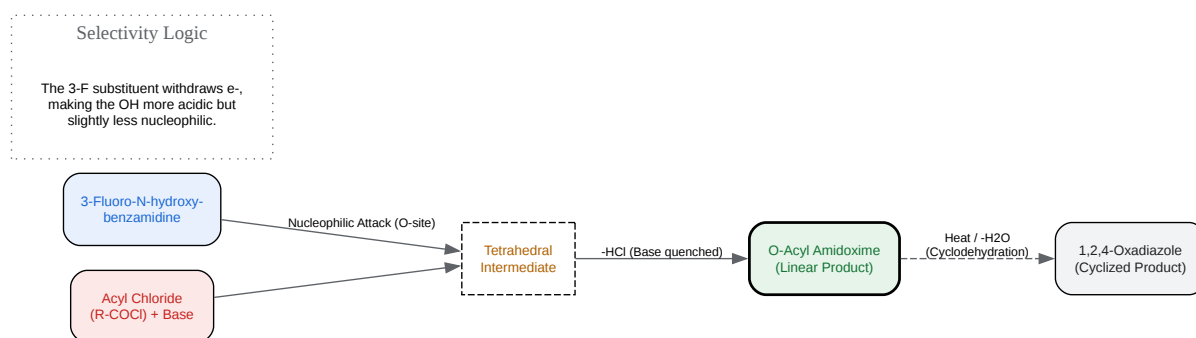 Selectivity Logic
The 3-F substituent withdraws e-,
making the OH more acidic but
slightly less nucleophilic.
3-Fluoro-N-hydroxy-
benzamidine
Nucleophilic Attack (O-site)
Acyl Chloride
(R-COCl) + Base
Tetrahedral
Intermediate
-HCl (Base quenched)
O-Acyl Amidoxime
(Linear Product)
Heat / -H2O
(Cyclodehydration)
1,2,4-Oxadiazole
(Cyclized Product)